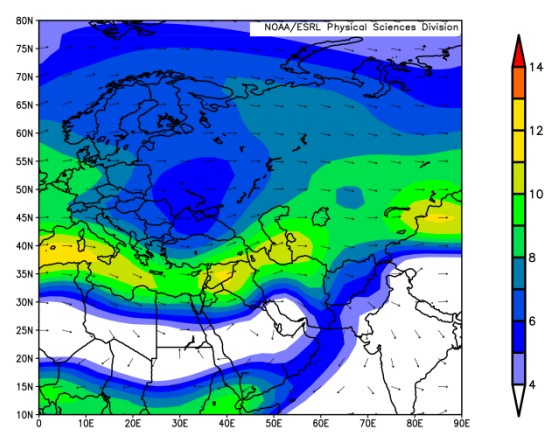 NOAA/ESRL Physical Sciences Division
80N
75N
70N
65N
60N
55N
50N
45N
40N
35N
30N
25N
20N
15N
10N
0 10E 20E 30E 40E 50E 60E 70E 80E 90E
14
12
10
8
6
4